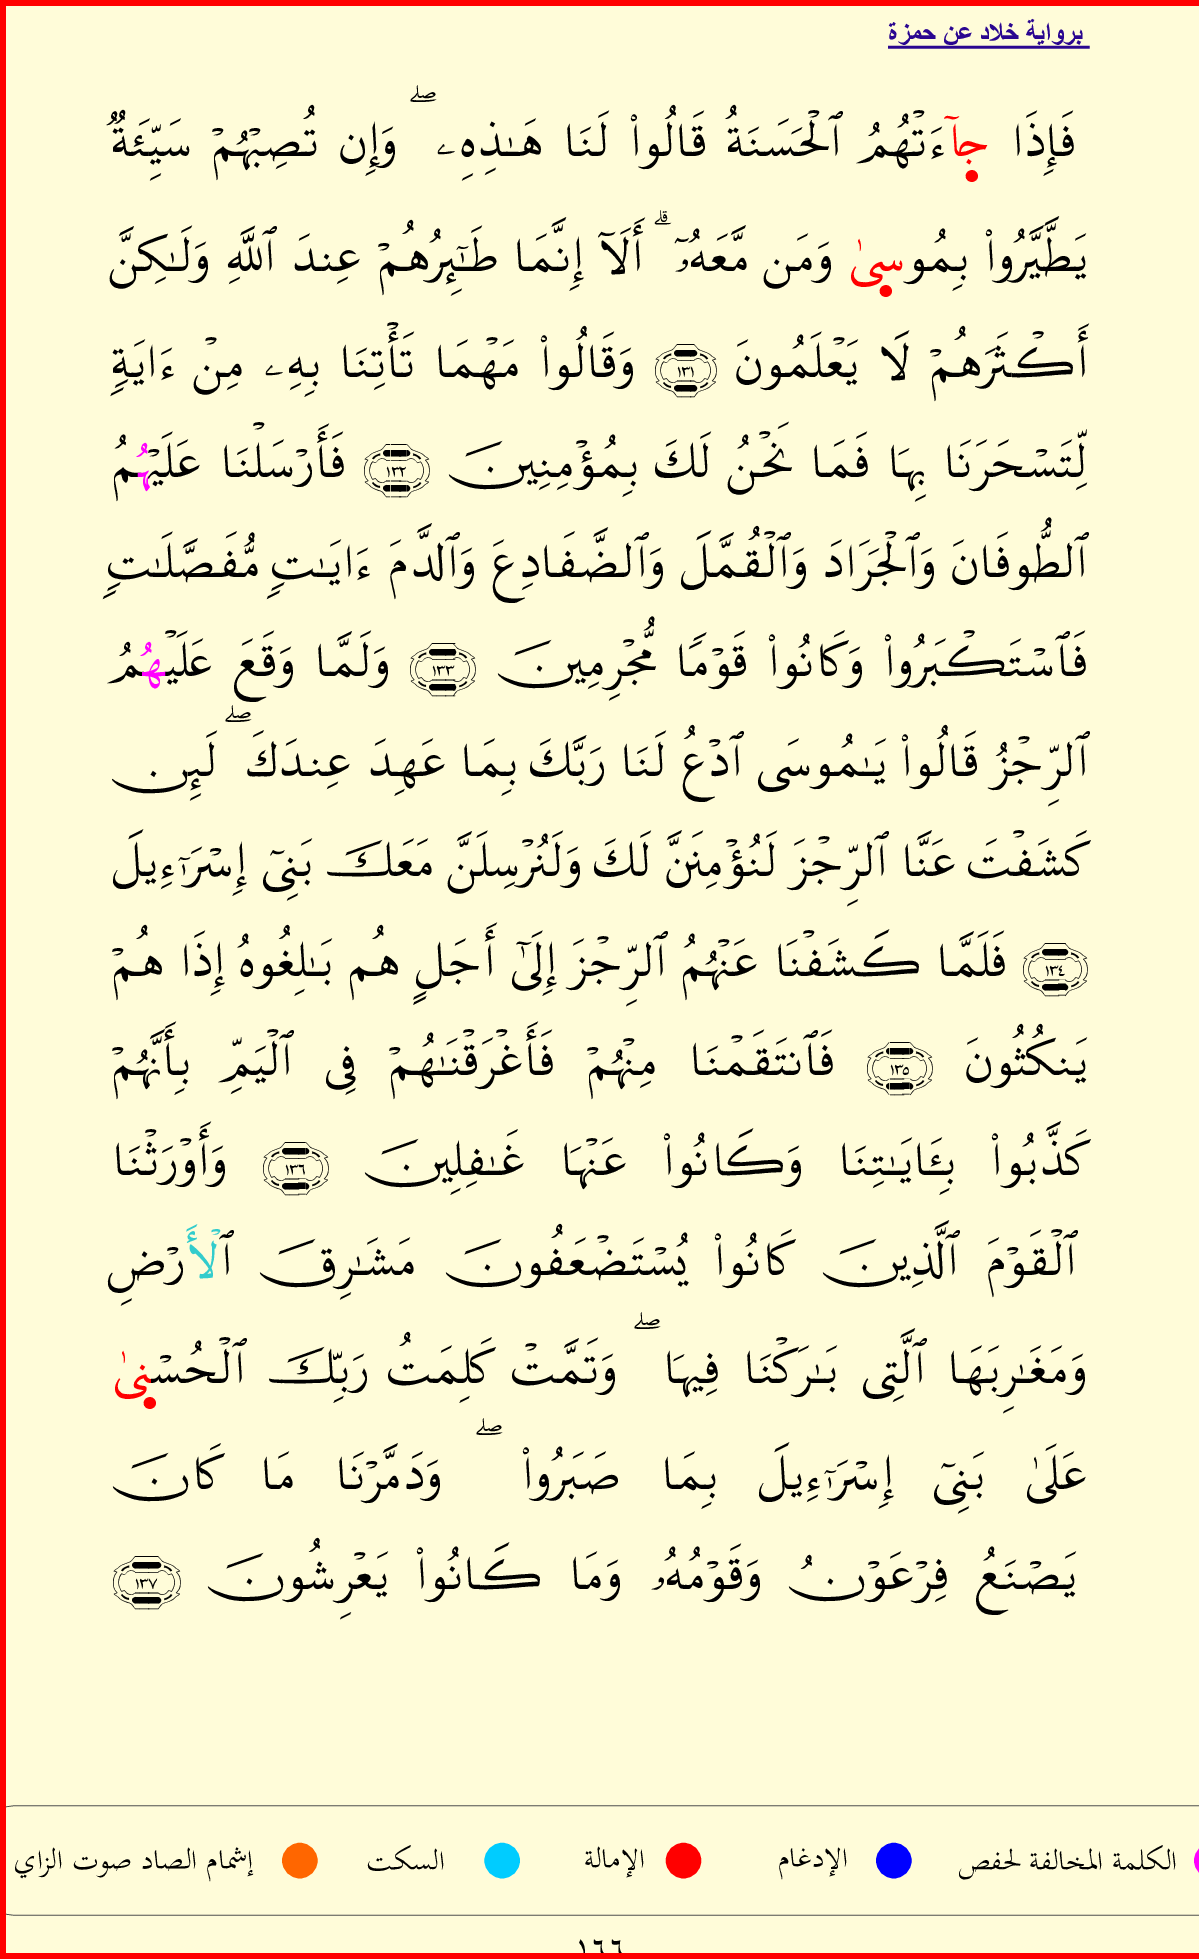 برواية خلاد عن حمزة
فَإِذَا جَآءَتْهُمُ ٱلْحَسَنَةُ قَالُوا۟ لَنَا هَـٰذِهِۦ ۖ وَإِن تُصِبْهُمْ سَيِّئَةٌ
يَطَّيَّرُوا۟ بِمُوسىٰ وَمَن مَّعَهُۥٓ ۗ أَلَآ إِنَّمَا طَـٰٓئِرُهُمْ عِندَ ٱللَّهِ وَلَـٰكِنَّ
أَكْثَرَهُمْ لَا يَعْلَمُونَ ١٣١ وَقَالُوا۟ مَهْمَا تَأْتِنَا بِهِۦ مِنْ ءَايَةٍ
لِّتَسْحَرَنَا بِهَا فَمَا نَحْنُ لَكَ بِمُؤْمِنِينَ ١٣٢ فَأَرْسَلْنَا عَلَيْهُمُ
ٱلطُّوفَانَ وَٱلْجَرَادَ وَٱلْقُمَّلَ وَٱلضَّفَادِعَ وَٱلدَّمَ ءَايَـٰتٍ مُّفَصَّلَـٰتٍ
فَٱسْتَكْبَرُوا۟ وَكَانُوا۟ قَوْمًا مُّجْرِمِينَ ١٣٣ وَلَمَّا وَقَعَ عَلَيْهُمُ
ٱلرِّجْزُ قَالُوا۟ يَـٰمُوسَى ٱدْعُ لَنَا رَبَّكَ بِمَا عَهِدَ عِندَكَ ۖ لَئِن
كَشَفْتَ عَنَّا ٱلرِّجْزَ لَنُؤْمِنَنَّ لَكَ وَلَنُرْسِلَنَّ مَعَكَ بَنِىٓ إِسْرَٰٓءِيلَ
١٣٤ فَلَمَّا كَشَفْنَا عَنْهُمُ ٱلرِّجْزَ إِلَىٰٓ أَجَلٍ هُم بَـٰلِغُوهُ إِذَا هُمْ
يَنكُثُونَ ١٣٥ فَٱنتَقَمْنَا مِنْهُمْ فَأَغْرَقْنَـٰهُمْ فِى ٱلْيَمِّ بِأَنَّهُمْ
كَذَّبُوا۟ بِـَٔايَـٰتِنَا وَكَانُوا۟ عَنْهَا غَـٰفِلِينَ ١٣٦ وَأَوْرَثْنَا
ٱلْقَوْمَ ٱلَّذِينَ كَانُوا۟ يُسْتَضْعَفُونَ مَشَـٰرِقَ ٱلْأَرْضِ
وَمَغَـٰرِبَهَا ٱلَّتِى بَـٰرَكْنَا فِيهَا ۖ وَتَمَّتْ كَلِمَتُ رَبِّكَ ٱلْحُسْنىٰ
عَلَىٰ بَنِىٓ إِسْرَٰٓءِيلَ بِمَا صَبَرُوا۟ ۖ وَدَمَّرْنَا مَا كَانَ
يَصْنَعُ فِرْعَوْنُ وَقَوْمُهُۥ وَمَا كَانُوا۟ يَعْرِشُونَ ١٣٧
الكلمة المخالفة لحفص الإدغام الإمالة السكت إشمام الصاد صوت الزاي
١٦٦